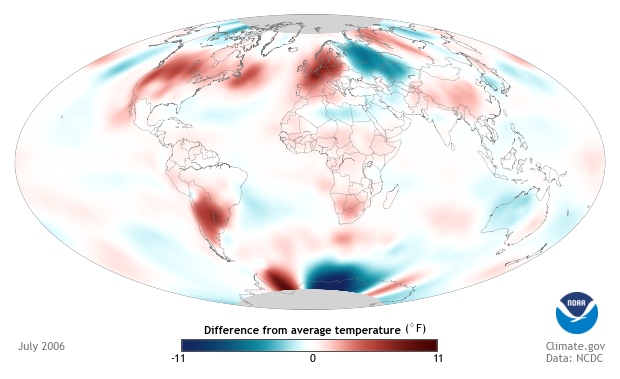 NOAA
Difference from average temperature (°F)
-11 0 11
July 2006
Climate.gov
Data: NCDC